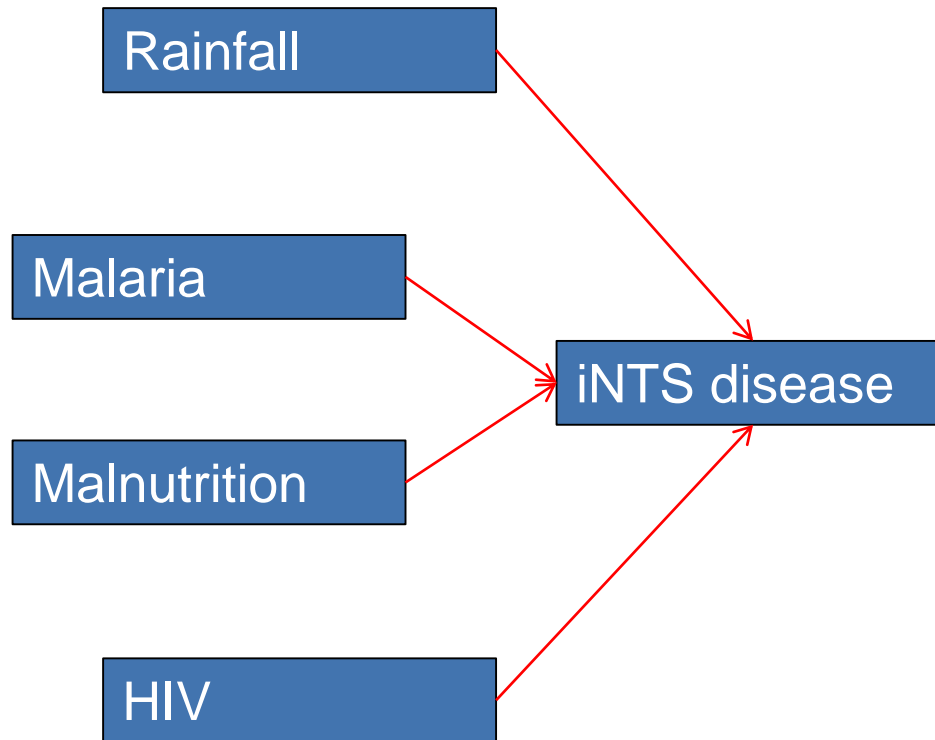 Rainfall
Malaria
iNTS disease
Malnutrition
HIV